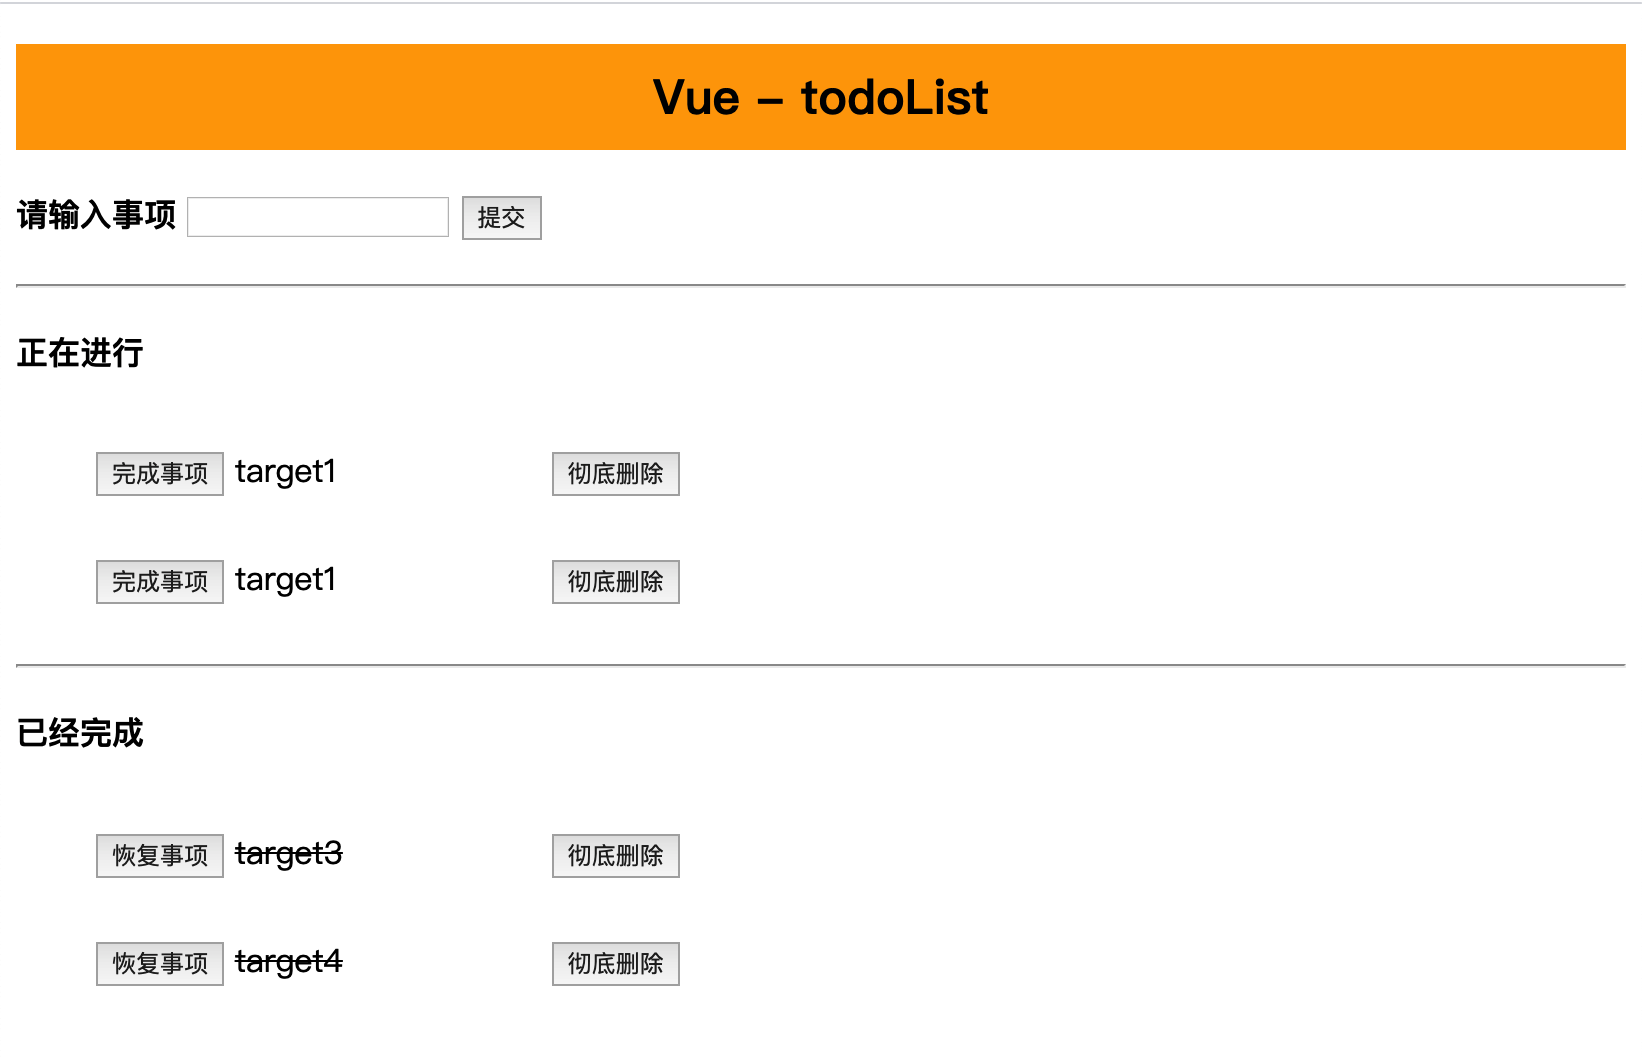 Vue - todoList
请输入事项 提交
正在进行
完成事项 target1 彻底删除
完成事项 target1 彻底删除
已经完成
恢复事项 target3 彻底删除
恢复事项 target4 彻底删除